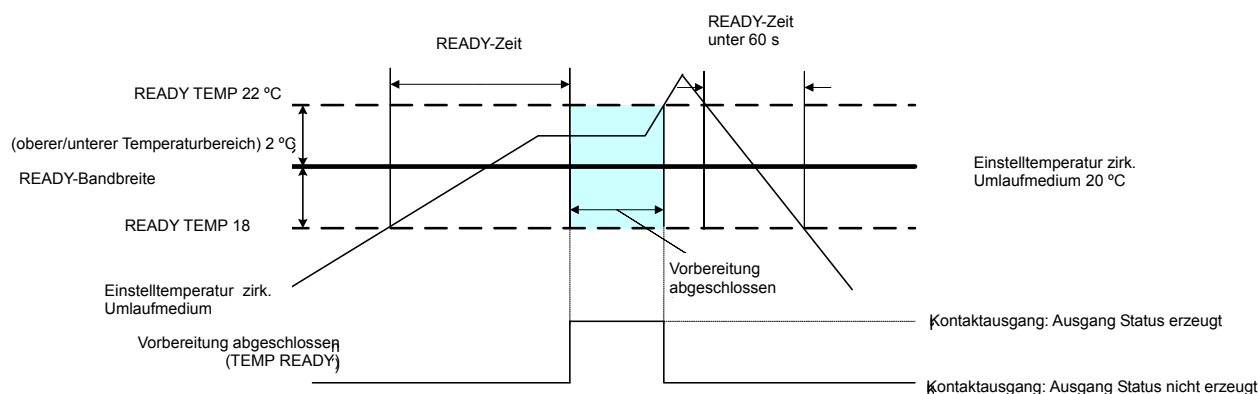 READY-Zeit
READY-Zeit
unter 60 s
READY TEMP 22 ºC
(oberer/unterer Temperaturbereich) 2 ºC
READY-Bandbreite
READY TEMP 18
Einstelltemperatur zirk.
Umlaufmedium 20 ºC
Vorbereitung
abgeschlossen
Einstelltemperatur zirk.
Umlaufmedium
Vorbereitung abgeschlossen
(TEMP READY)
Kontaktausgang: Ausgang Status erzeugt
Kontaktausgang: Ausgang Status nicht erzeugt